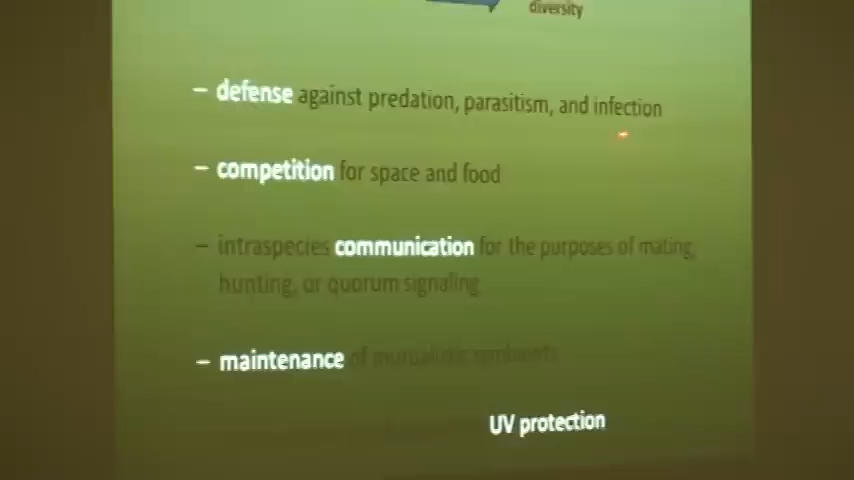 diversity
– defense against predation, parasitism, and infection
– competition for space and food
– intraspecies communication for the purposes of mating,
hunting, or quorum signaling
– maintenance of mutualistic symbionts
UV protection